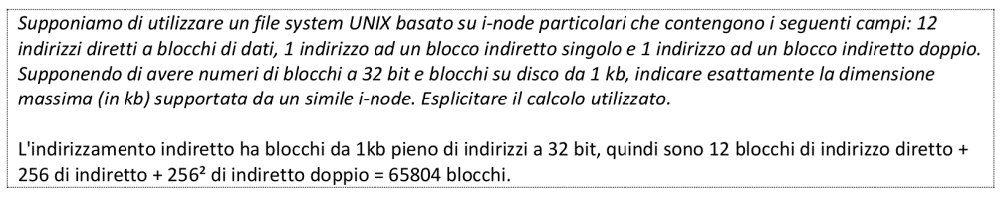 Supponiamo di utilizzare un file system UNIX basato su i-node particolari che contengono i seguenti campi: 12
indirizzi diretti a blocchi di dati, 1 indirizzo ad un blocco indiretto singolo e 1 indirizzo ad un blocco indiretto doppio.
Supponendo di avere numeri di blocchi a 32 bit e blocchi su disco da 1 kb, indicare esattamente la dimensione
massima (in kb) supportata da un simile i-node. Esplicitare il calcolo utilizzato.
L'indirizzamento indiretto ha blocchi da 1kb pieno di indirizzi a 32 bit, quindi sono 12 blocchi di indirizzo diretto +
256 di indiretto + 256² di indiretto doppio = 65804 blocchi.